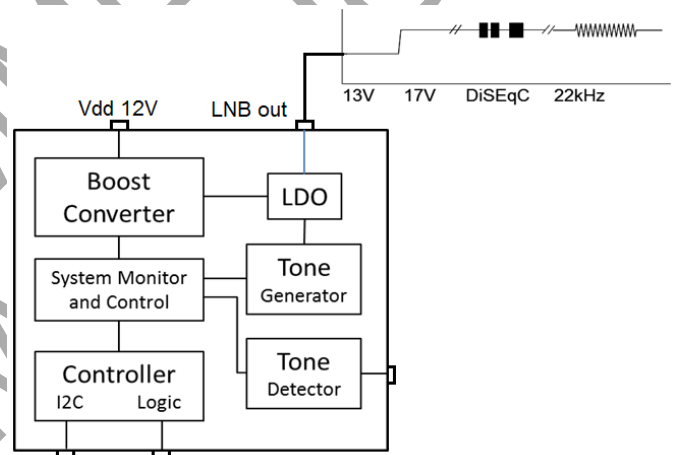 13V 17V DiSEqC 22kHz
Vdd 12V LNB out
Boost
Converter
LDO
System Monitor
and Control
Tone
Generator
Controller
I2C Logic
Tone
Detector